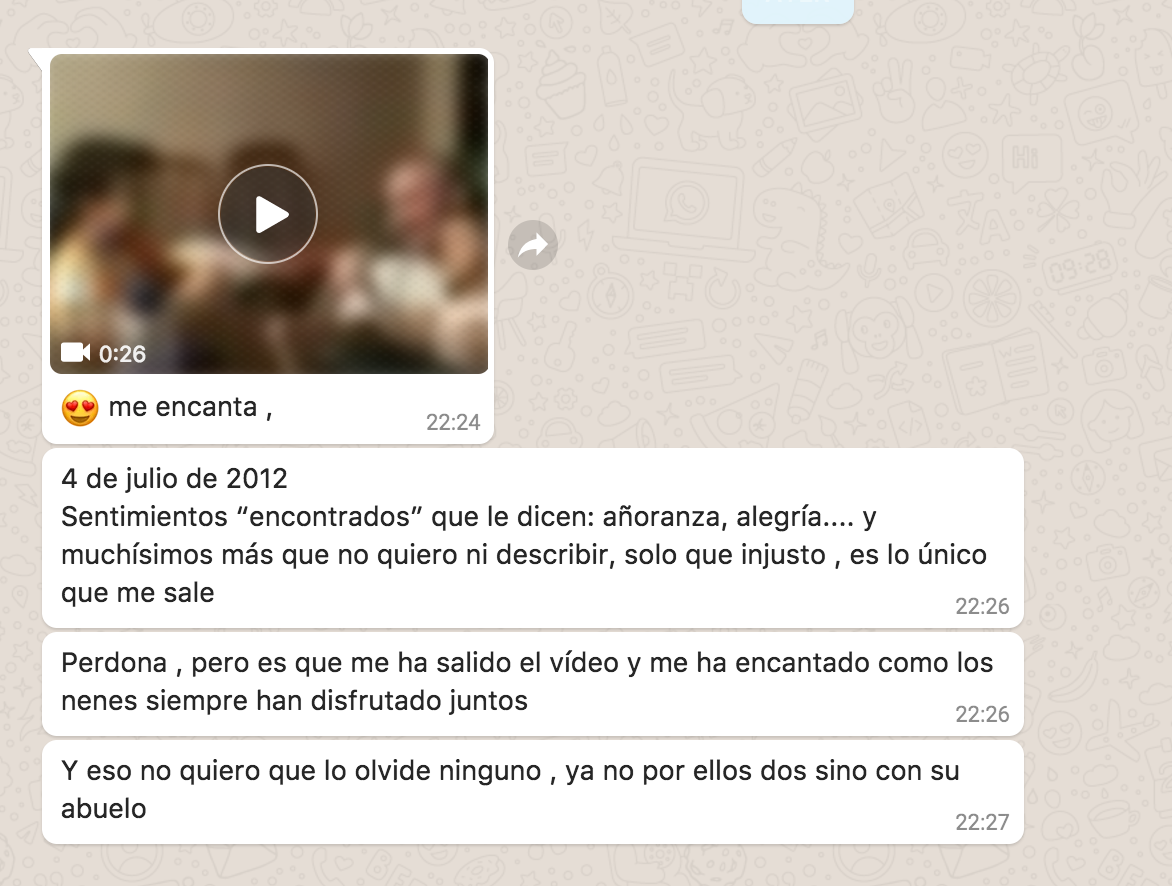 0:26
😍 me encanta ,
22:24
4 de julio de 2012
Sentimientos “encontrados” que le dicen: añoranza, alegría.... y
muchísimos más que no quiero ni describir, solo que injusto , es lo único
que me sale
22:26
Perdona , pero es que me ha salido el vídeo y me ha encantado como los
nenes siempre han disfrutado juntos
22:26
Y eso no quiero que lo olvide ninguno , ya no por ellos dos sino con su
abuelo
22:27